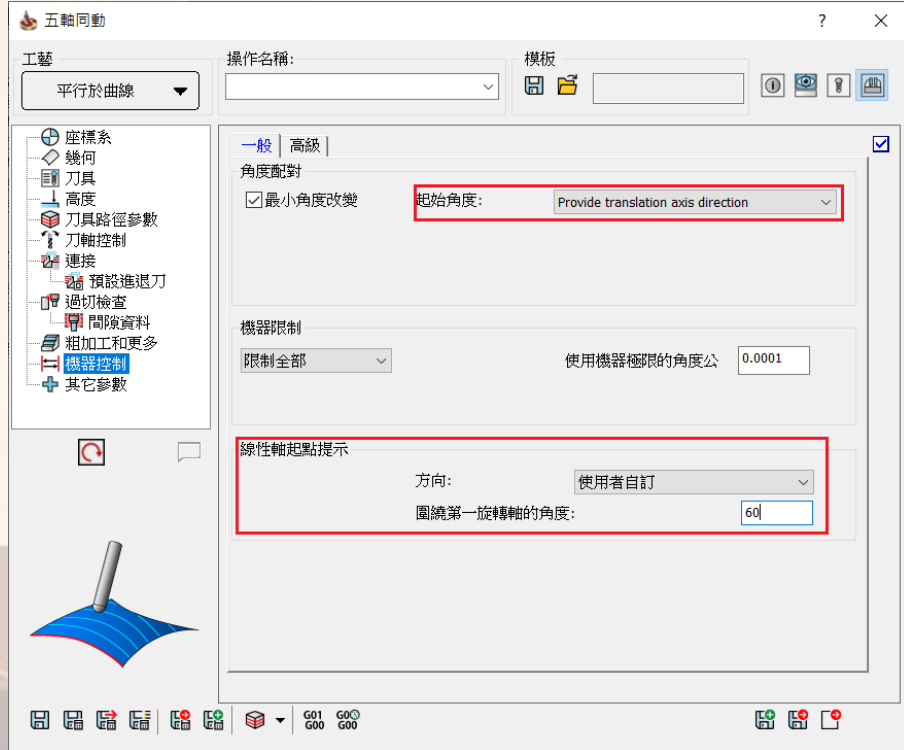 五軸同動
工藝
平行於曲線
操作名稱:
模板
座標系
幾何
刀具
高度
刀具路徑參數
刀軸控制
連接
預設進退刀
過切檢查
間隙資料
粗加工和更多
機器控制
其它參數
一般
高級
角度配對
最小角度改變
起始角度:
Provide translation axis direction
機器限制
限制全部
使用機器極限的角度公
0.0001
線性軸起點提示
方向:
使用者自訂
圍繞第一旋轉軸的角度:
60
G01
G00
G00
G00